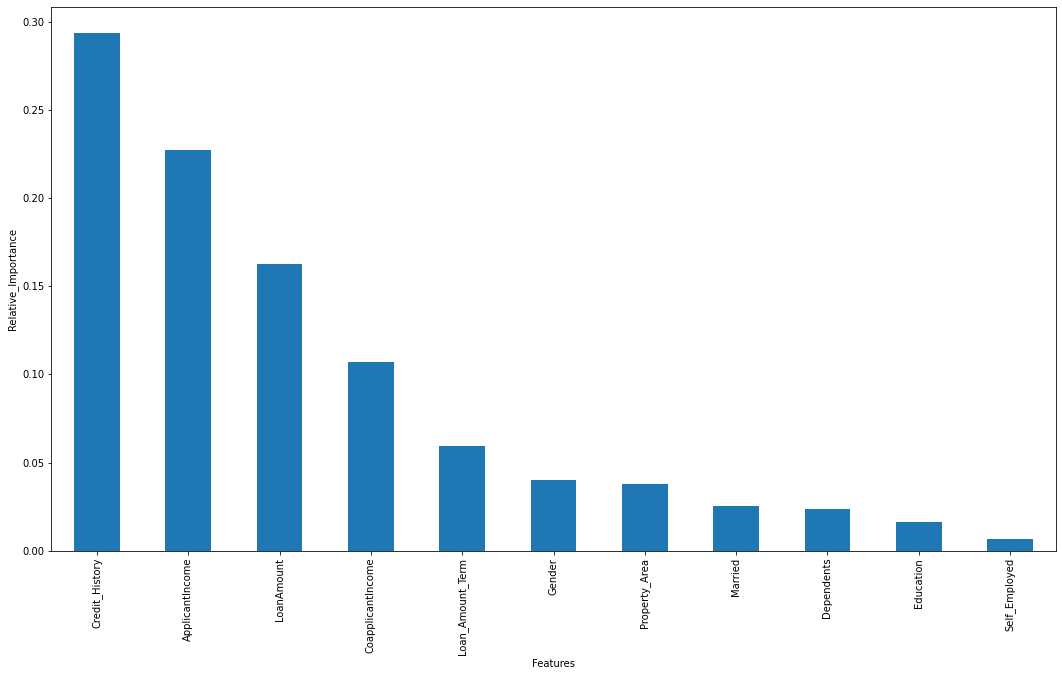 0.30
0.25
0.20
0.15
0.10
0.05
0.00
Relative_Importance
Credit_History
ApplicantIncome
LoanAmount
CoapplicantIncome
Loan_Amount_Term
Gender
Property_Area
Married
Dependents
Education
Self_Employed
Features